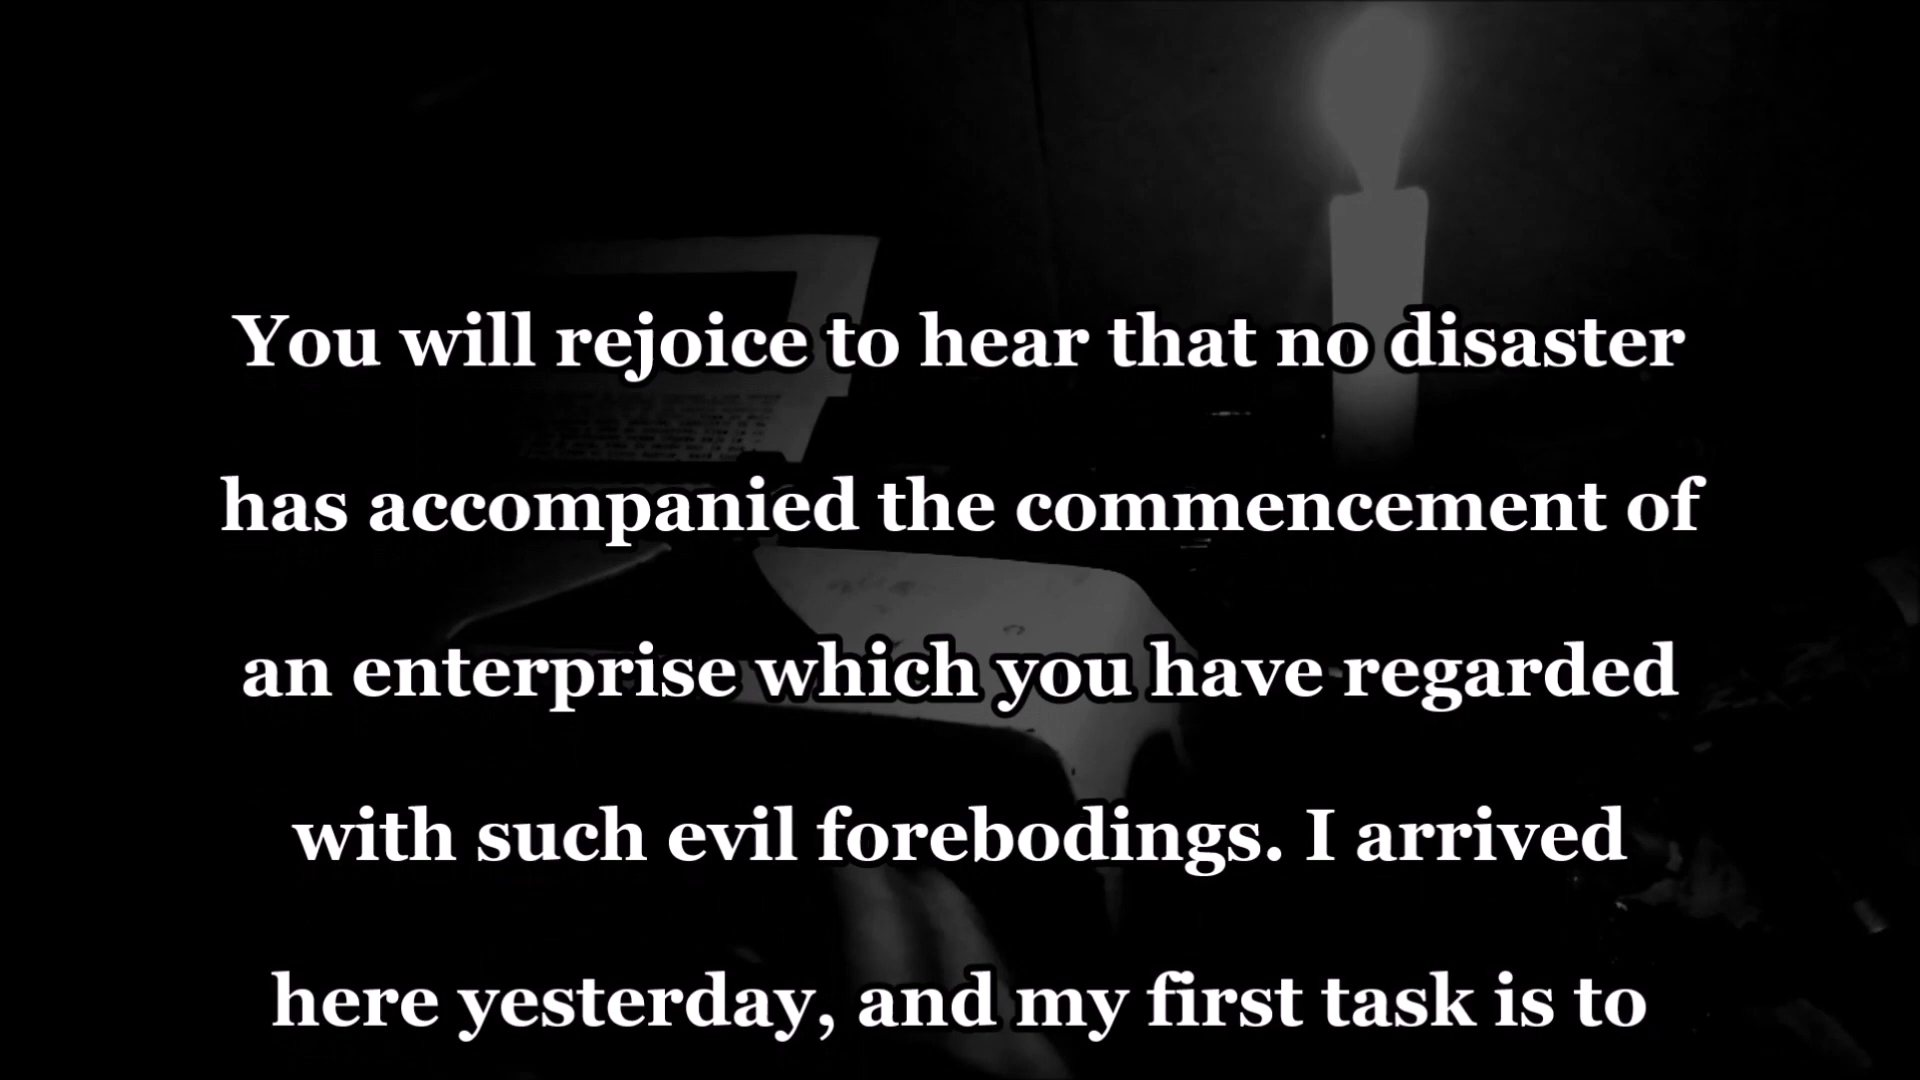 You will rejoice to hear that no disaster
has accompanied the commencement of
an enterprise which you have regarded
with such evil forebodings. I arrived
here yesterday, and my first task is to